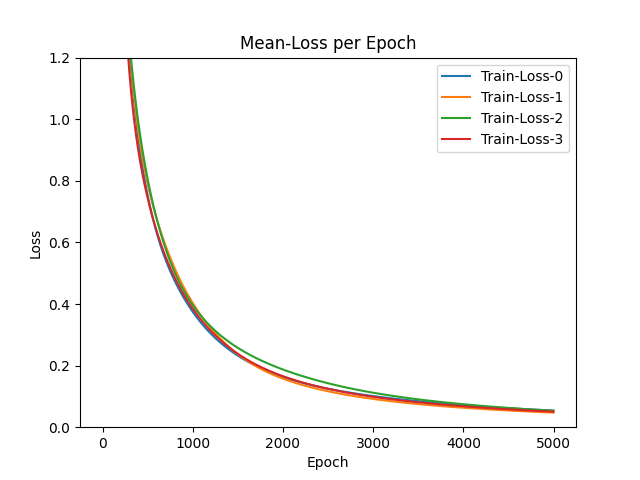 Mean-Loss per Epoch
1.2
1.0
0.8
0.6
0.4
0.2
0.0
Loss
Train-Loss-0
Train-Loss-1
Train-Loss-2
Train-Loss-3
0 1000 2000 3000 4000 5000
Epoch